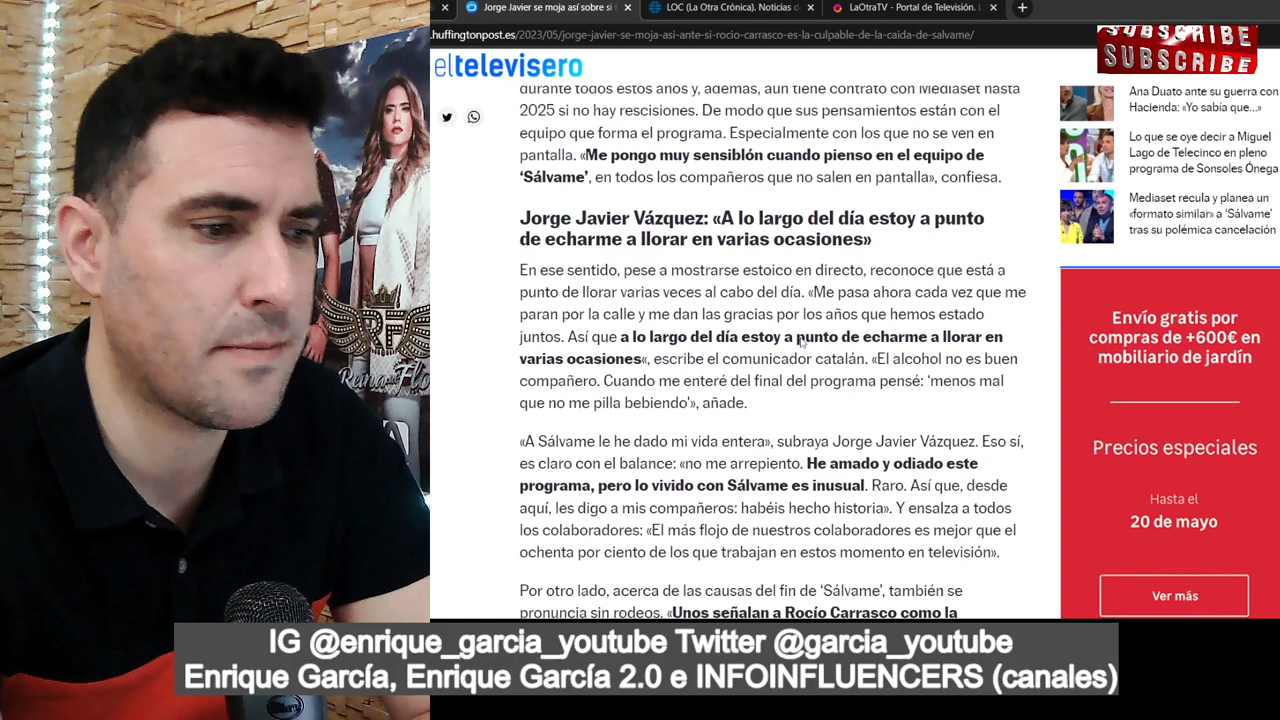 Jorge Javier se moja así sobre si
LOC (La Otra Crónica). Noticias d
LaOtraTV - Portal de Televisión. L
huffingtonpost.es/2023/05/jorge-javier-se-moja-asi-ante-si-rocio-carrasco-es-la-culpable-de-la-caida-de-salvame/
SUBSCRIBE
SUBSCRIBE
eltelevisero
durante todos estos años y, además, aún tiene contrato con Mediaset hasta
2025 si no hay rescisiones. De modo que sus pensamientos están con el
equipo que forma el programa. Especialmente con los que no se ven en
pantalla. «Me pongo muy sensiblón cuando pienso en el equipo de
‘Sálvame’, en todos los compañeros que no salen en pantalla», confiesa.
Jorge Javier Vázquez: «A lo largo del día estoy a punto
de echarme a llorar en varias ocasiones»
En ese sentido, pese a mostrarse estoico en directo, reconoce que está a
punto de llorar varias veces al cabo del día. «Me pasa ahora cada vez que me
paran por la calle y me dan las gracias por los años que hemos estado
juntos. Así que a lo largo del día estoy a punto de echarme a llorar en
varias ocasiones«, escribe el comunicador catalán. «El alcohol no es buen
compañero. Cuando me enteré del final del programa pensé: ‘menos mal
que no me pilla bebiendo'», añade.
«A Sálvame le he dado mi vida entera», subraya Jorge Javier Vázquez. Eso sí,
es claro con el balance: «no me arrepiento. He amado y odiado este
programa, pero lo vivido con Sálvame es inusual. Raro. Así que, desde
aquí, les digo a mis compañeros: habéis hecho historia». Y ensalza a todos
los colaboradores: «El más flojo de nuestros colaboradores es mejor que el
ochenta por ciento de los que trabajan en estos momento en televisión».
Por otro lado, acerca de las causas del fin de ‘Sálvame’, también se
pronuncia sin rodeos. «Unos señalan a Rocío Carrasco como la
Ana Duato ante su guerra con
Hacienda: «Yo sabía que...»
Lo que se oye decir a Miguel
Lago de Telecinco en pleno
programa de Sonsoles Ónega
Mediaset recula y planea un
«formato similar» a ‘Sálvame’
tras su polémica cancelación
Envío gratis por
compras de +600€ en
mobiliario de jardín
Precios especiales
Hasta el
20 de mayo
Ver más
RF
Reina
Flo
IG @enrique_garcia_youtube Twitter @garcia_youtube
Enrique García, Enrique García 2.0 e INFOINFLUENCERS (canales)